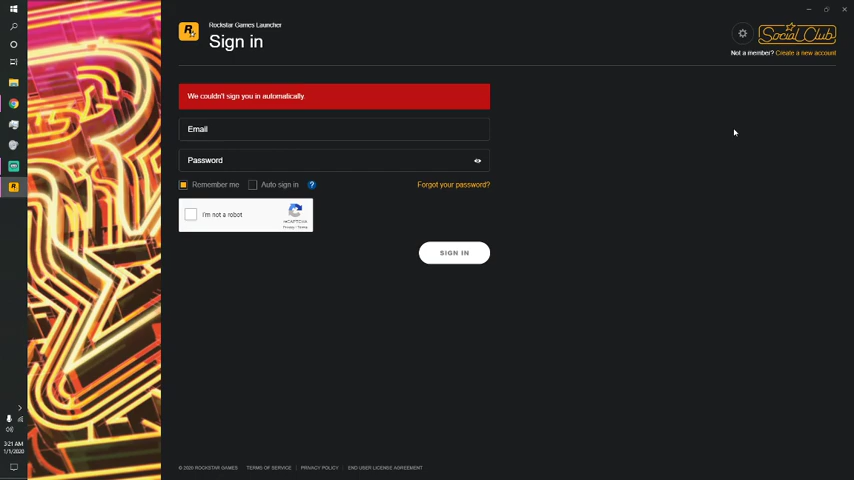 Rockstar Games Launcher
Sign in
Social Club
Not a member? Create a new account
We couldn't sign you in automatically.
Email
Password
Remember me
Auto sign in
?
Forgot your password?
I'm not a robot
reCAPTCHA
Privacy - Terms
SIGN IN
3:21 AM
1/1/2020
© 2020 ROCKSTAR GAMES
TERMS OF SERVICE | PRIVACY POLICY | END USER LICENSE AGREEMENT